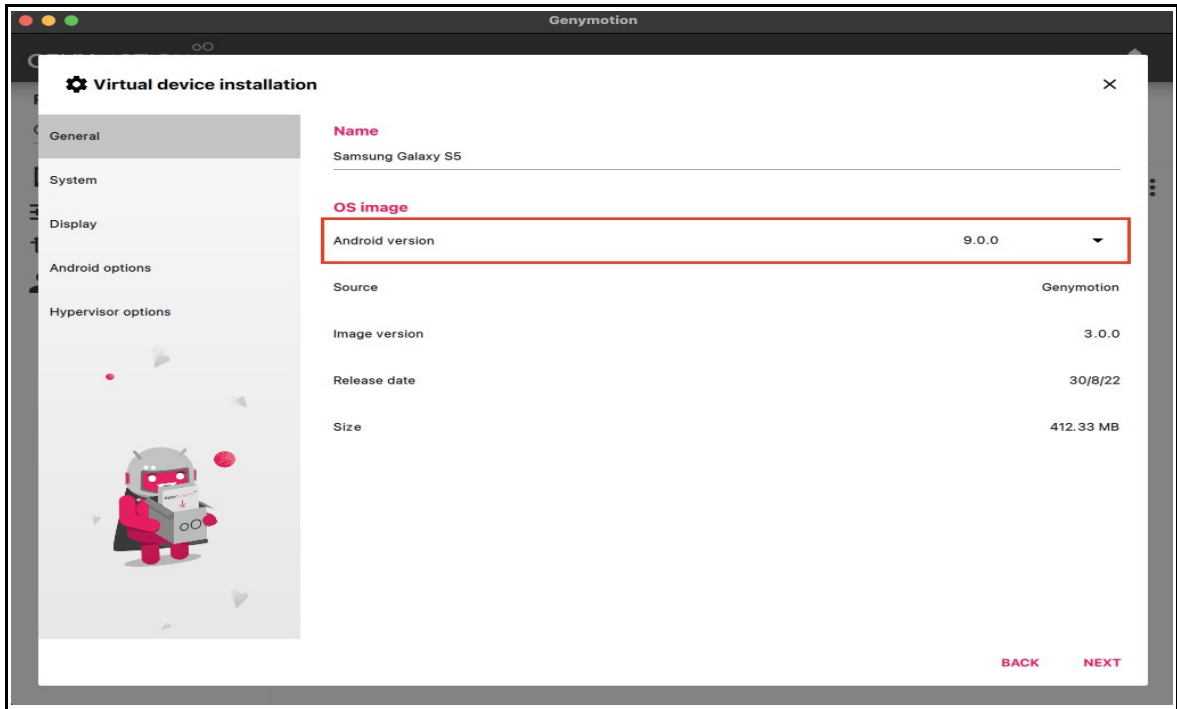 Genymotion
Virtual device installation
General
System
Display
Android options
Hypervisor options
Name
Samsung Galaxy S5
OS image
Android version 9.0.0
Source Genymotion
Image version 3.0.0
Release date 30/8/22
Size 412.33 MB
BACK NEXT